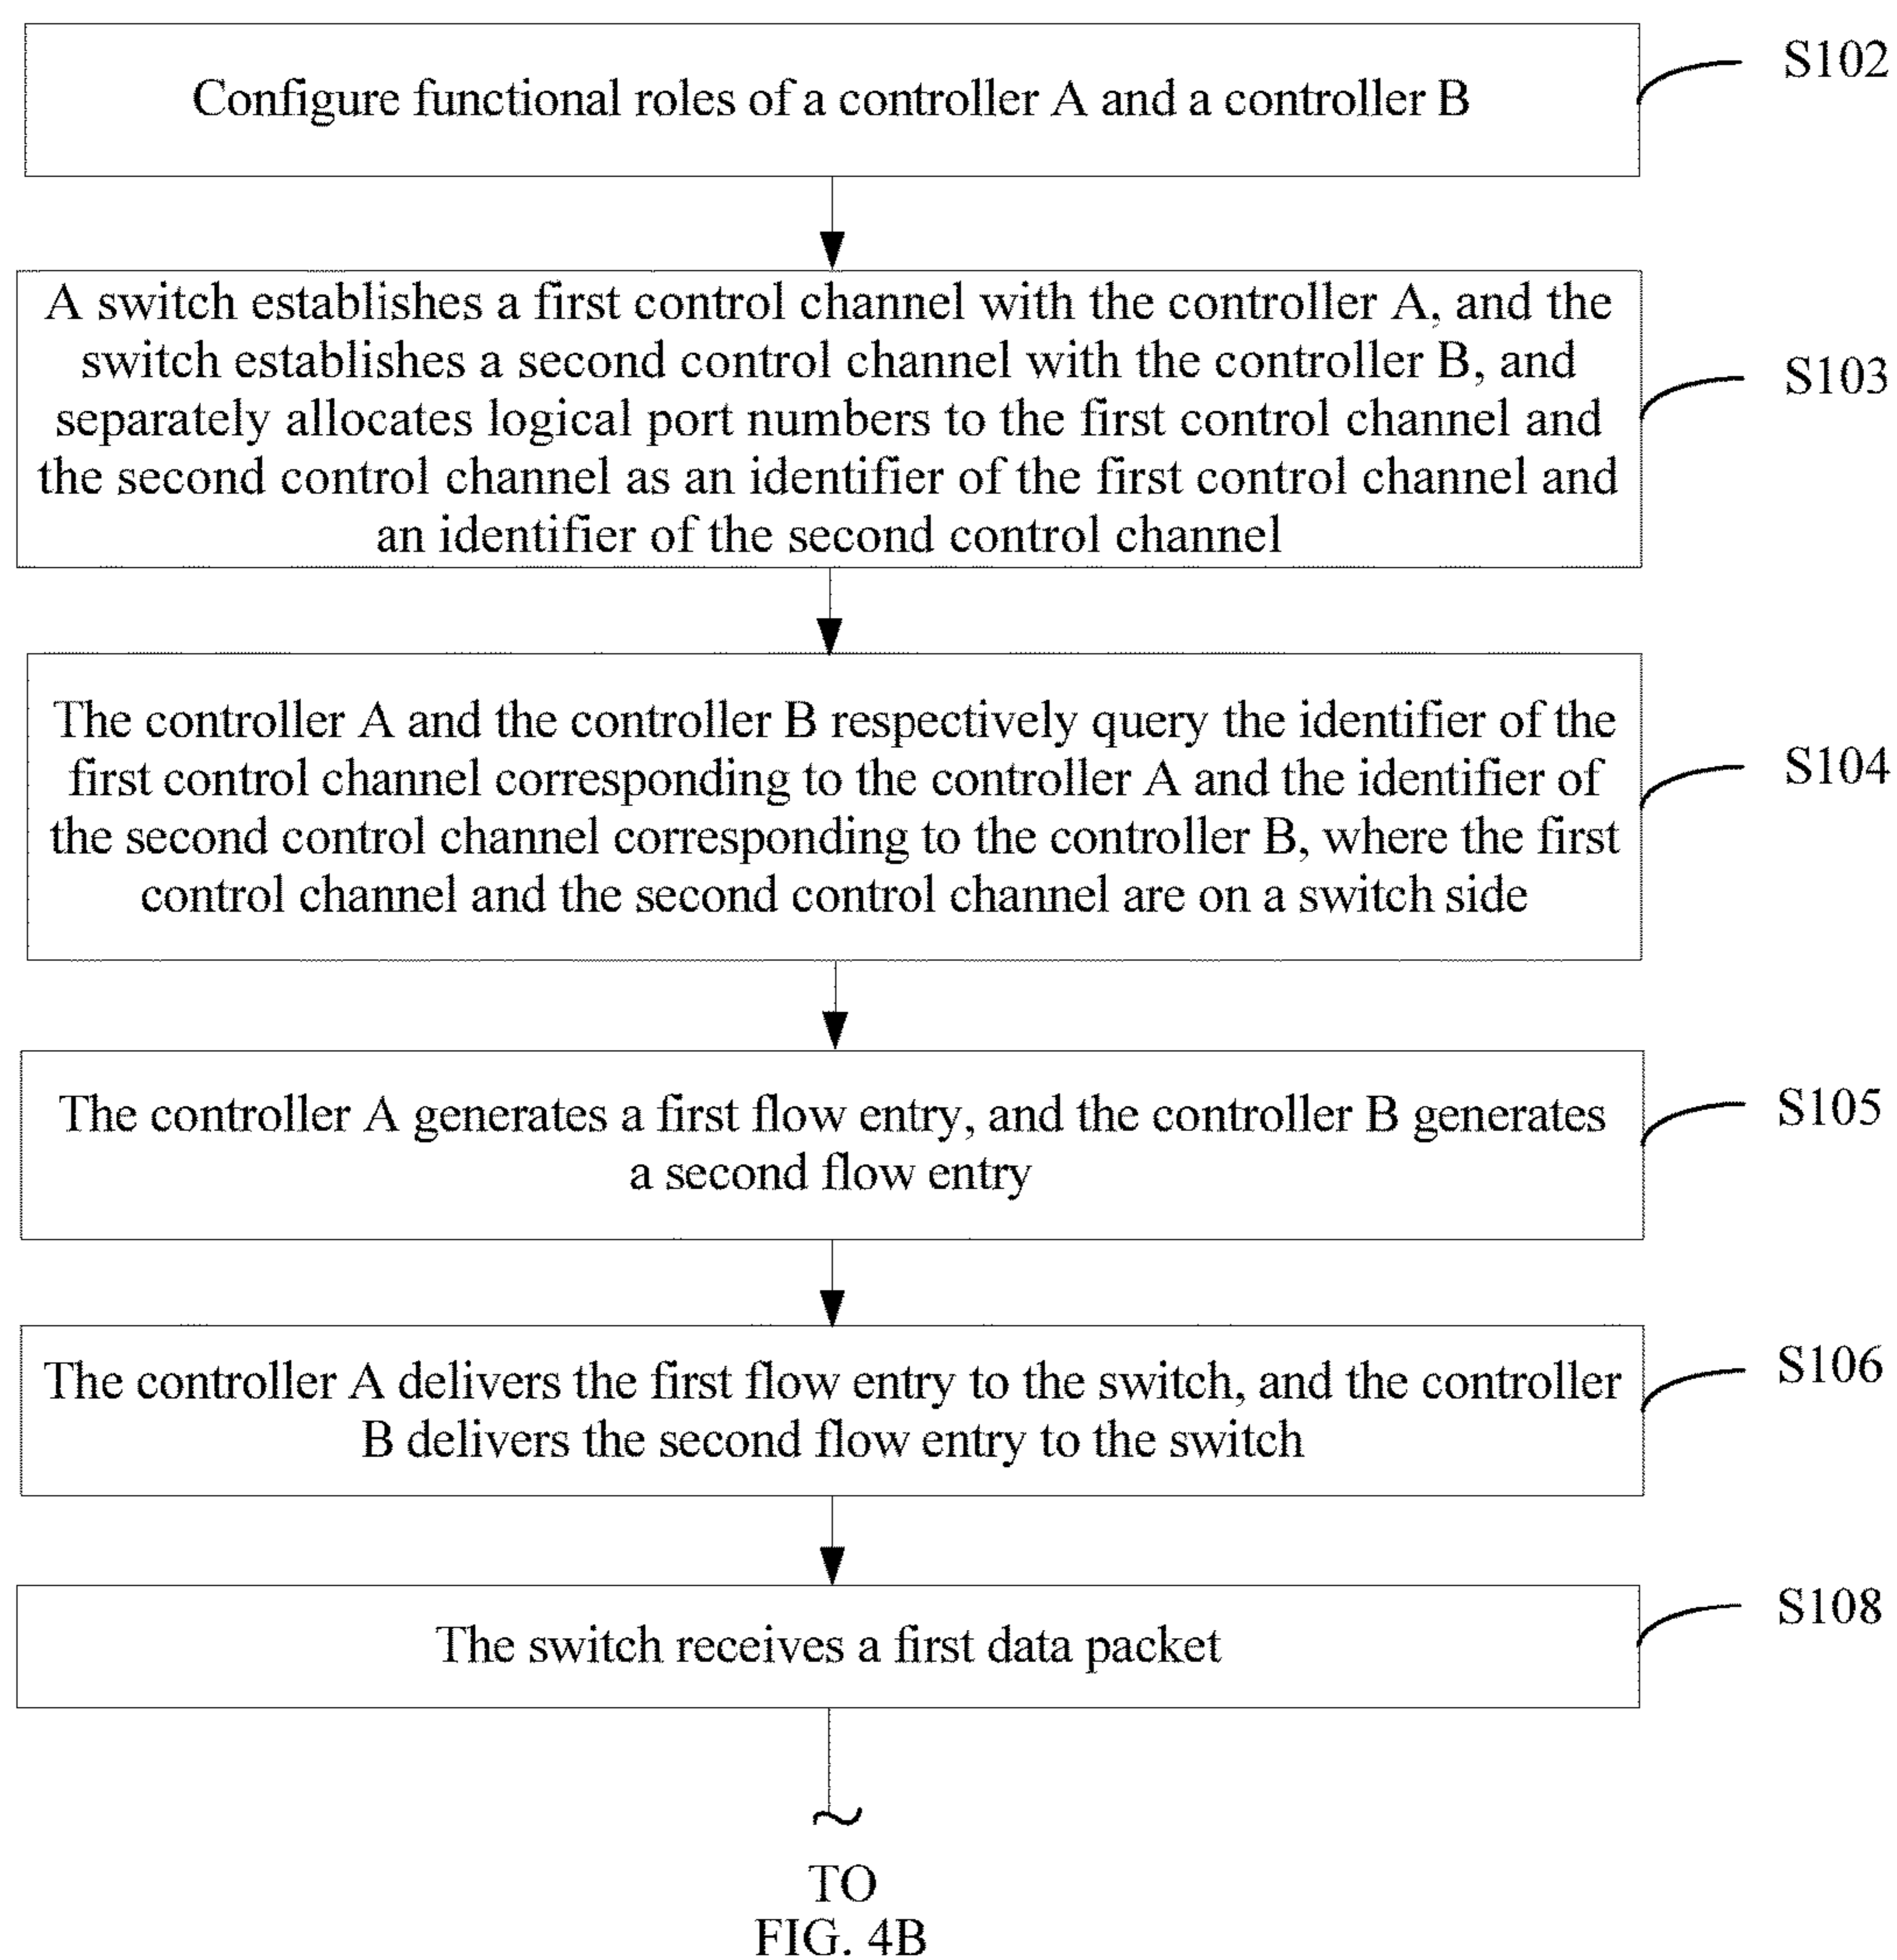 Configure functional roles of a controller A and a controller B
S102
A switch establishes a first control channel with the controller A, and the
switch establishes a second control channel with the controller B, and
separately allocates logical port numbers to the first control channel and
the second control channel as an identifier of the first control channel and
an identifier of the second control channel
S103
The controller A and the controller B respectively query the identifier of the
first control channel corresponding to the controller A and the identifier of
the second control channel corresponding to the controller B, where the first
control channel and the second control channel are on a switch side
S104
The controller A generates a first flow entry, and the controller B generates
a second flow entry
S105
The controller A delivers the first flow entry to the switch, and the controller
B delivers the second flow entry to the switch
S106
The switch receives a first data packet
S108
TO
FIG. 4B